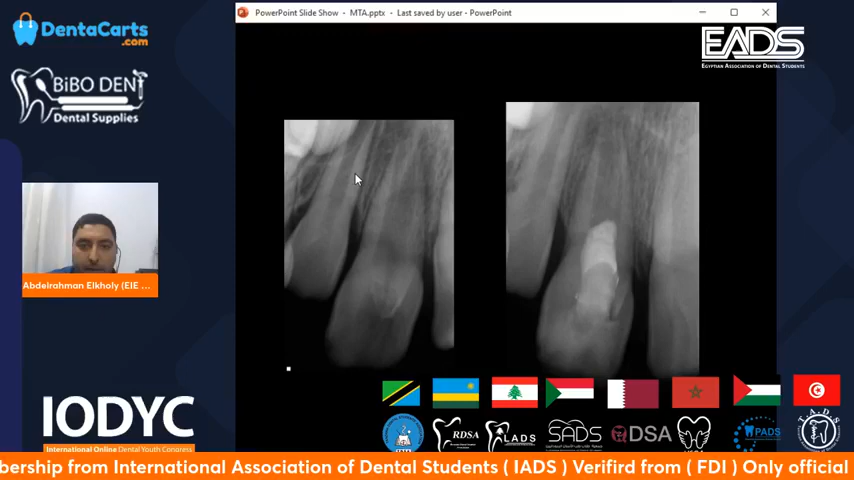 DentaCarts
.com
BiBO DENT
Dental Supplies
PowerPoint Slide Show - MTA.pptx - Last saved by user - PowerPoint
EADS
EGYPTIAN ASSOCIATION OF DENTAL STUDENTS
Abdelrahman Elkholy (EIE ...
IODYC
International Online Dental Youth Congress
RDSA
LADS
SADS
QDSA
PADS
T.A.D.S
bership from International Association of Dental Students ( IADS ) Verifird from ( FDI ) Only official